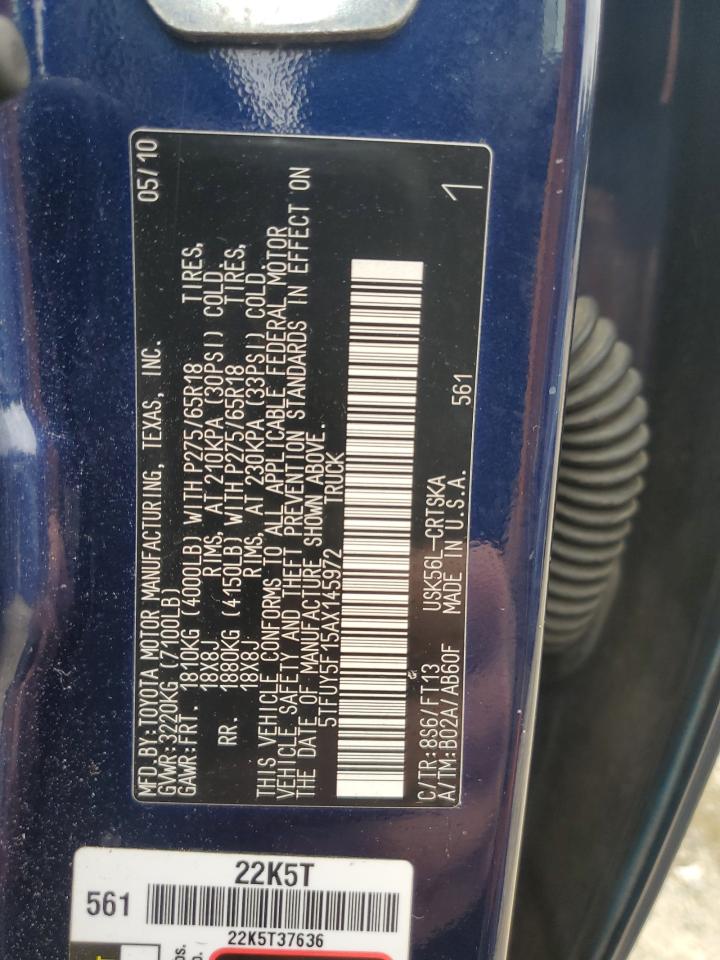 MFD.BY:TOYOTA MOTOR MANUFACTURING, TEXAS, INC. 05/10
GVWR:3220KG (7100LB)
GAWR:FRT. 1810KG (4000LB) WITH P275/65R18 TIRES,
18X8J RIMS, AT 210KPA (30PSI) COLD.
RR. 1880KG (4150LB) WITH P275/65R18 TIRES,
18X8J RIMS, AT 230KPA (33PSI) COLD.
THIS VEHICLE CONFORMS TO ALL APPLICABLE FEDERAL MOTOR
VEHICLE SAFETY AND THEFT PREVENTION STANDARDS IN EFFECT ON
THE DATE OF MANUFACTURE SHOWN ABOVE.
5TFUY5F15AX145972 TRUCK
C/TR:8S6/FT13 USK56L-CRTSKA 561
A/TM:B02A/AB60F MADE IN U.S.A. 1
22K5T
561
22K5T37636